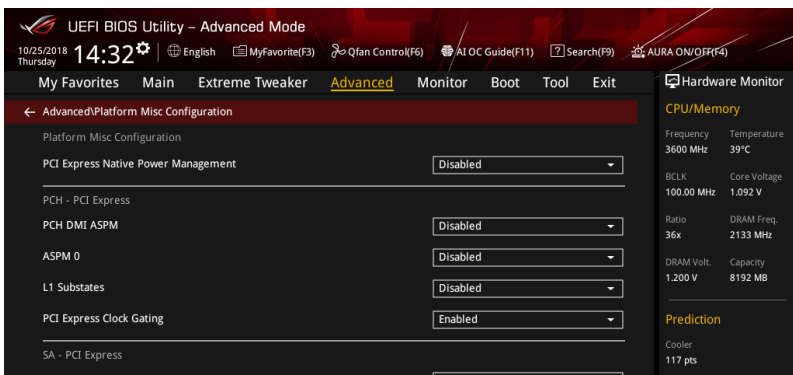 UEFI BIOS Utility – Advanced Mode
10/25/2018 Thursday 14:32 English MyFavorite(F3) Qfan Control(F6) AI OC Guide(F11) Search(F9) AURA ON/OFF(F4)
My Favorites Main Extreme Tweaker Advanced Monitor Boot Tool Exit
← Advanced\Platform Misc Configuration
Platform Misc Configuration
PCI Express Native Power Management Disabled
PCH - PCI Express
PCH DMI ASPM Disabled
ASPM 0 Disabled
L1 Substates Disabled
PCI Express Clock Gating Enabled
SA - PCI Express
Hardware Monitor
CPU/Memory
Frequency Temperature
3600 MHz 39°C
BCLK Core Voltage
100.00 MHz 1.092 V
Ratio DRAM Freq.
36x 2133 MHz
DRAM Volt. Capacity
1.200 V 8192 MB
Prediction
Cooler
117 pts